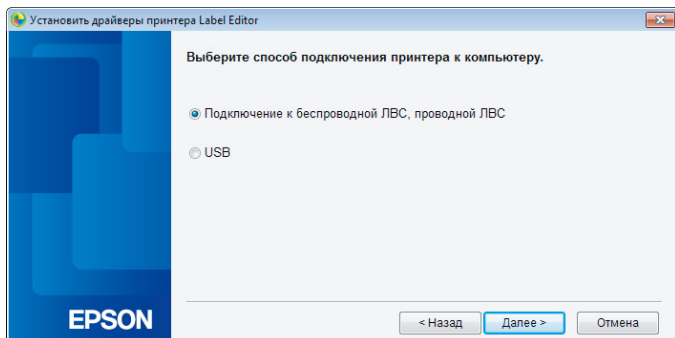 Установить драйверы принтера Label Editor
Выберите способ подключения принтера к компьютеру.
Подключение к беспроводной ЛВС, проводной ЛВС
USB
EPSON
< Назад
Далее >
Отмена